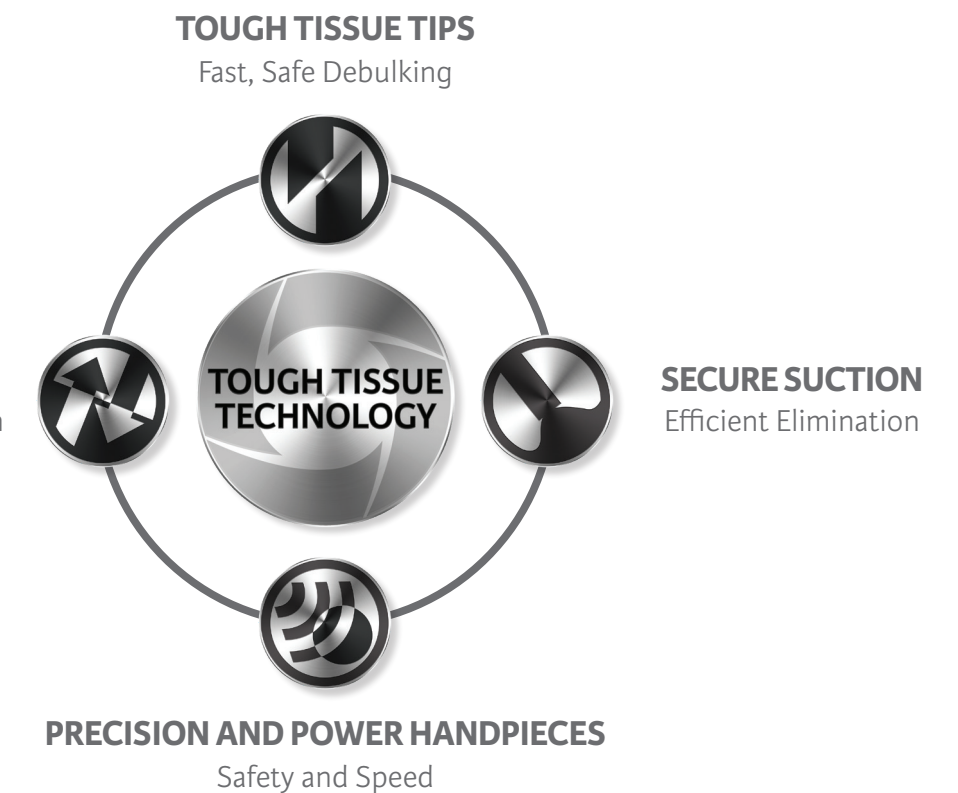 TOUGH TISSUE TIPS
Fast, Safe Debulking
TOUGH TISSUE
TECHNOLOGY
SECURE SUCTION
Efficient Elimination
PRECISION AND POWER HANDPIECES
Safety and Speed